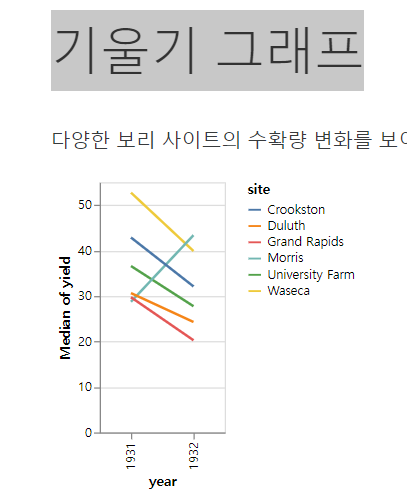 기울기 그래프
다양한 보리 사이트의 수확량 변화를 보여
site
Crookston
Duluth
Grand Rapids
Morris
University Farm
Waseca
Median of yield
50
40
30
20
10
0
1931
1932
year